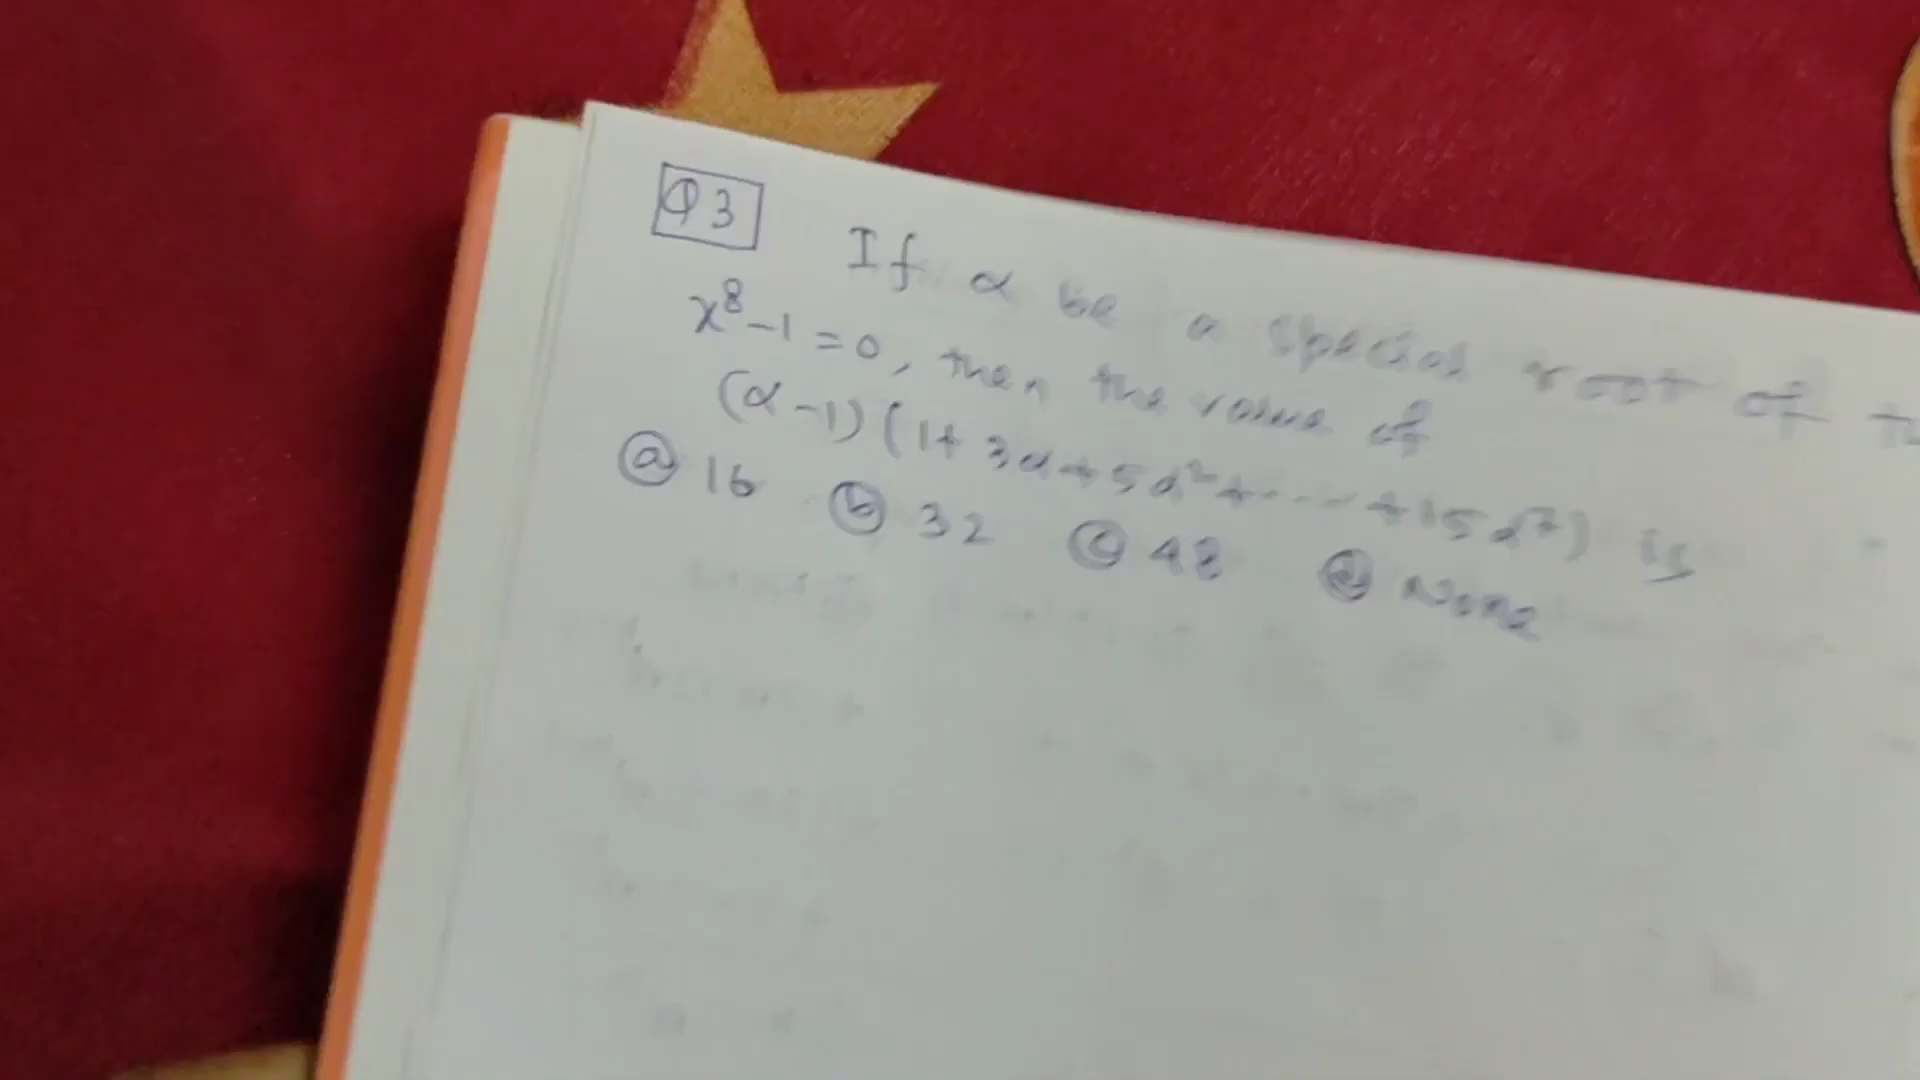 Q3
If α be a special root of
x⁸-1=0, then the value of
(α-1)(1+3α+5α²+---+15α⁷) is
ⓐ 16 ⓑ 32 ⓒ 48 ⓓ None